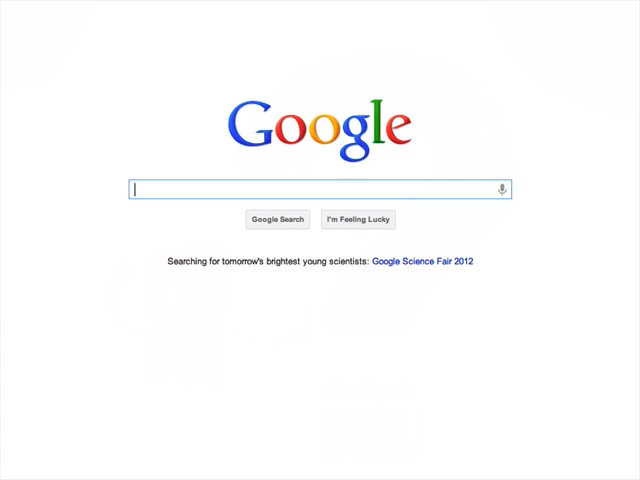 Google
Google Search I'm Feeling Lucky
Searching for tomorrow's brightest young scientists: Google Science Fair 2012